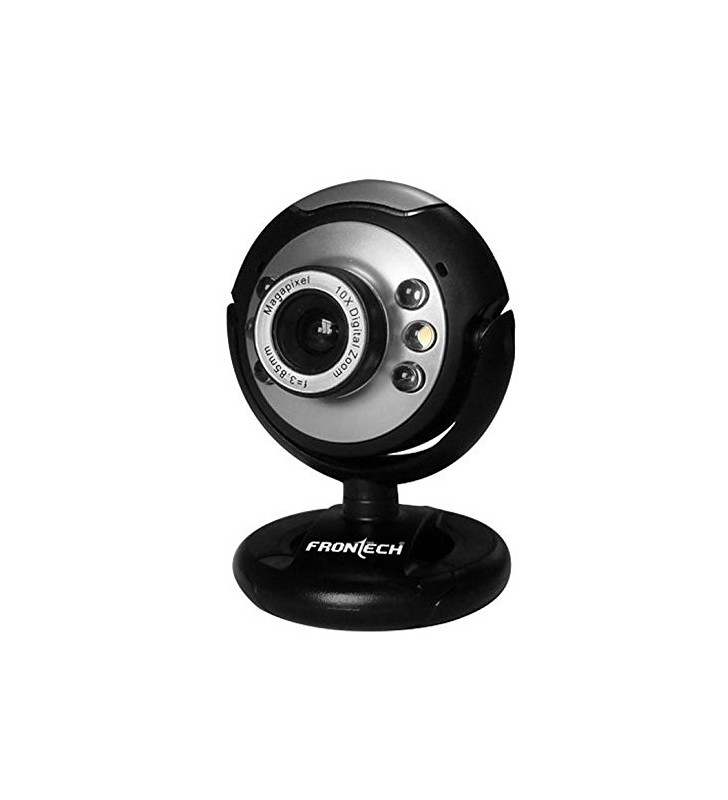 Magapixel
10X Digital Zoom
f=3.85mm
FRONTECH